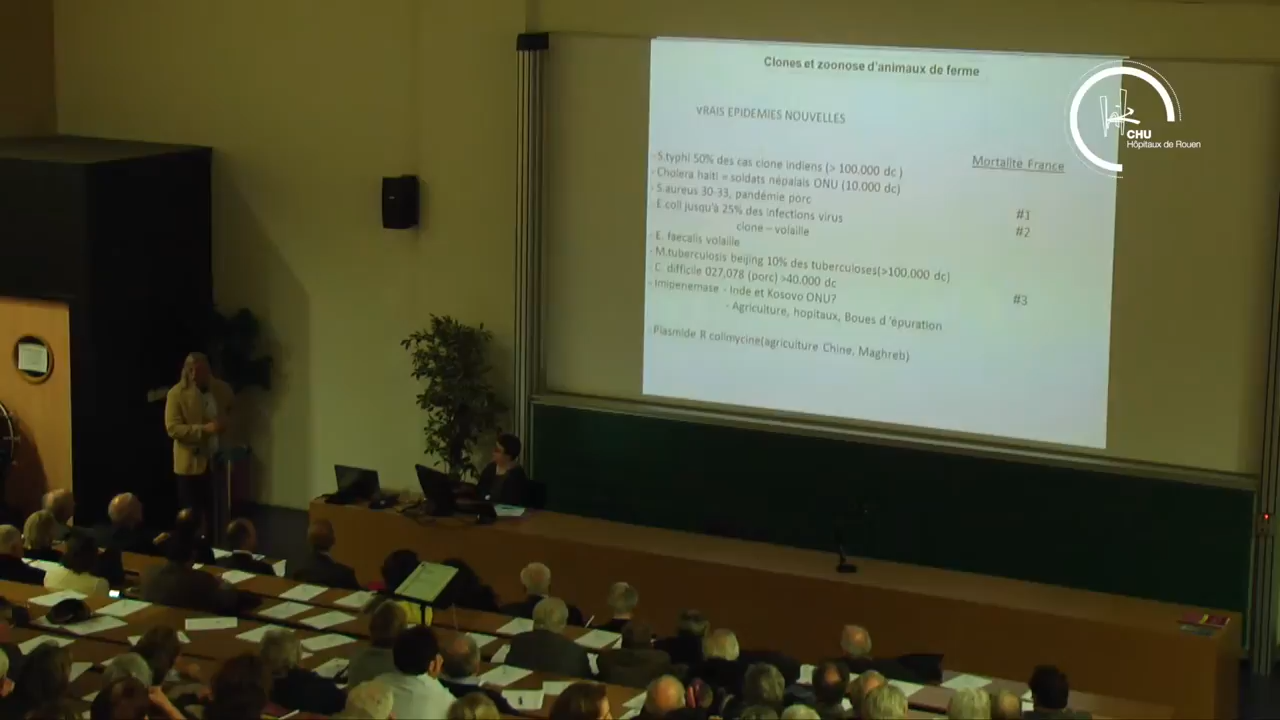 Clones et zoonose d'animaux de ferme
CHU
Hôpitaux de Rouen
VRAIS EPIDEMIES NOUVELLES
Mortalité France
- S.typhi 50% des cas clone indiens (> 100.000 dc )
- Cholera haiti = soldats népalais ONU (10.000 dc)
- S.aureus 30-33, pandémie porc
#1
- E.coli jusqu'à 25% des infections virus
#2
clone – volaille
- E. faecalis volaille
- M.tuberculosis beijing 10% des tuberculoses(>100.000 dc)
- C. difficile 027,078 (porc) >40.000 dc
#3
- Imipenemase - Inde et Kosovo ONU?
- Agriculture, hopitaux, Boues d 'épuration
- Plasmide R colimycine(agriculture Chine, Maghreb)